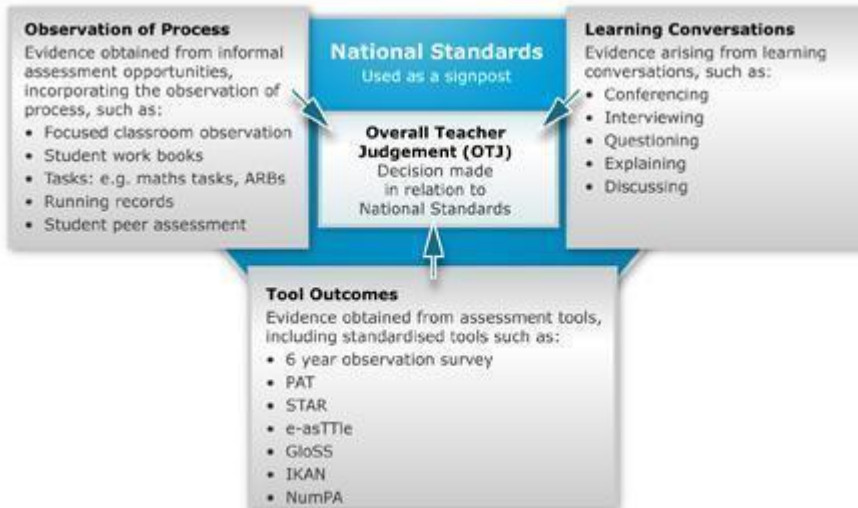 Observation of Process
Evidence obtained from informal
assessment opportunities,
incorporating the observation of
process, such as:
• Focused classroom observation
• Student work books
• Tasks: e.g. maths tasks, ARBs
• Running records
• Student peer assessment
National Standards
Used as a signpost
Overall Teacher
Judgement (OTJ)
Decision made
in relation to
National Standards
Learning Conversations
Evidence arising from learning
conversations, such as:
• Conferencing
• Interviewing
• Questioning
• Explaining
• Discussing
Tool Outcomes
Evidence obtained from assessment tools,
including standardised tools such as:
• 6 year observation survey
• PAT
• STAR
• e-asTTle
• GloSS
• IKAN
• NumPA